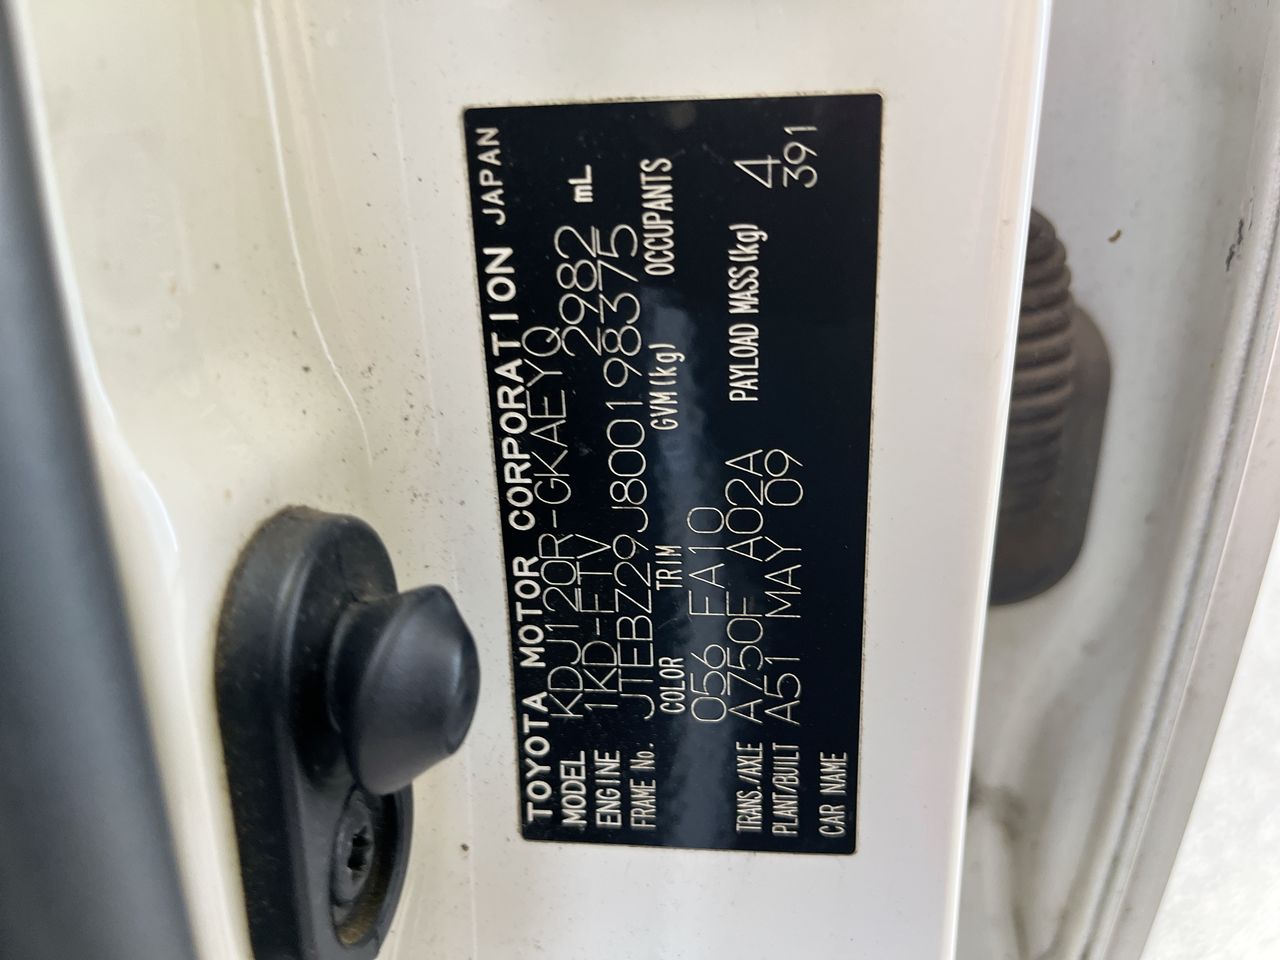 TOYOTA MOTOR CORPORATION JAPAN
MODEL KDJ120R-GKAEYQ
ENGINE 1KD-FTV 2982 mL
FRAME No. JTEBZ29J800198375
COLOR TRIM GVM(kg) OCCUPANTS
056 FA10
TRANS./AXLE A750F A02A PAYLOAD MASS(kg) 4
PLANT/BUILT A51 MAY 09 391
CAR NAME